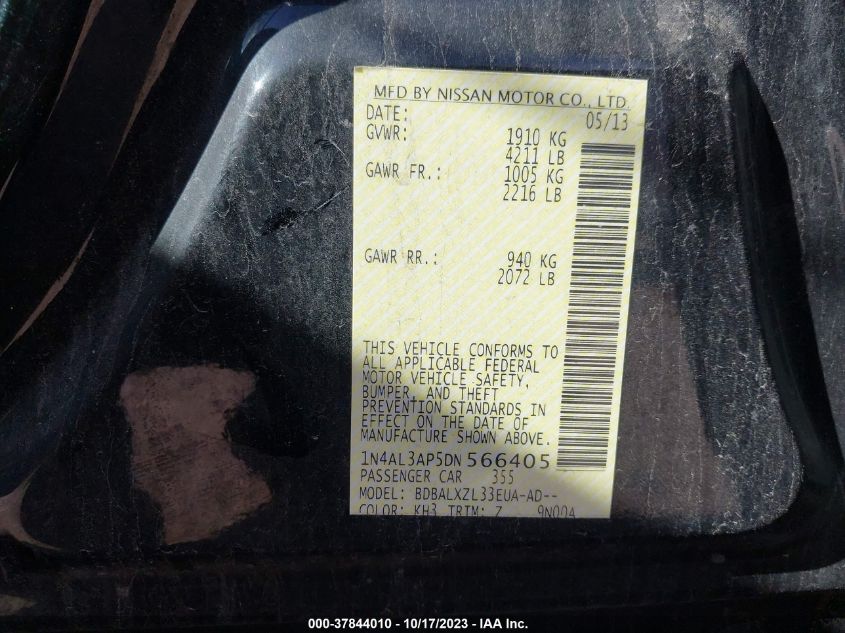 MFD BY NISSAN MOTOR CO., LTD.
DATE: 05/13
GVWR: 1910 KG
4211 LB
GAWR FR.: 1005 KG
2216 LB
GAWR RR.: 940 KG
2072 LB
THIS VEHICLE CONFORMS TO
ALL APPLICABLE FEDERAL
MOTOR VEHICLE SAFETY,
BUMPER, AND THEFT
PREVENTION STANDARDS IN
EFFECT ON THE DATE OF
MANUFACTURE SHOWN ABOVE.
1N4AL3AP5DN566405
PASSENGER CAR 355
MODEL: BDBALXZL33EUA-AD--
COLOR: KH3 TRIM: Z
000-37844010 - 10/17/2023 - IAA Inc.